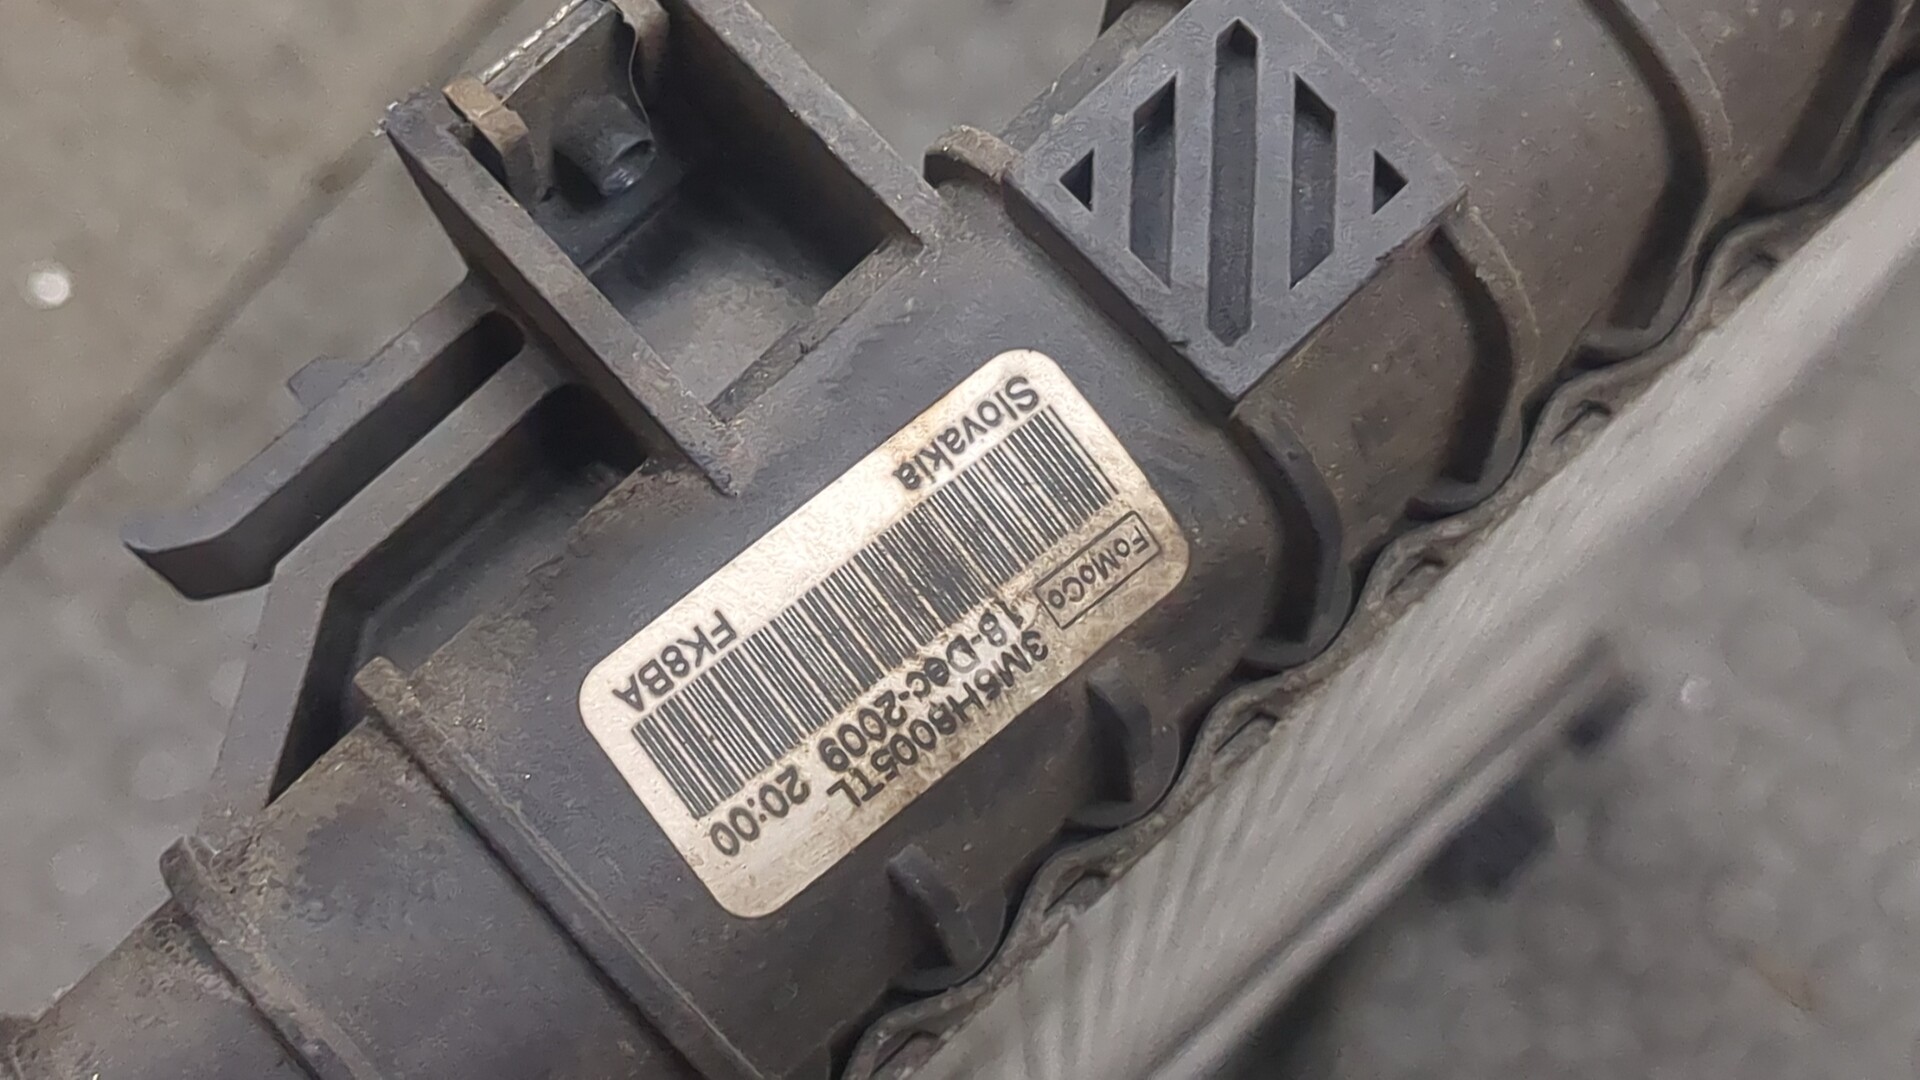 FoMoCo
3M5H8005TL
18-Dec-2009 20:00
Slovakia FK8BA